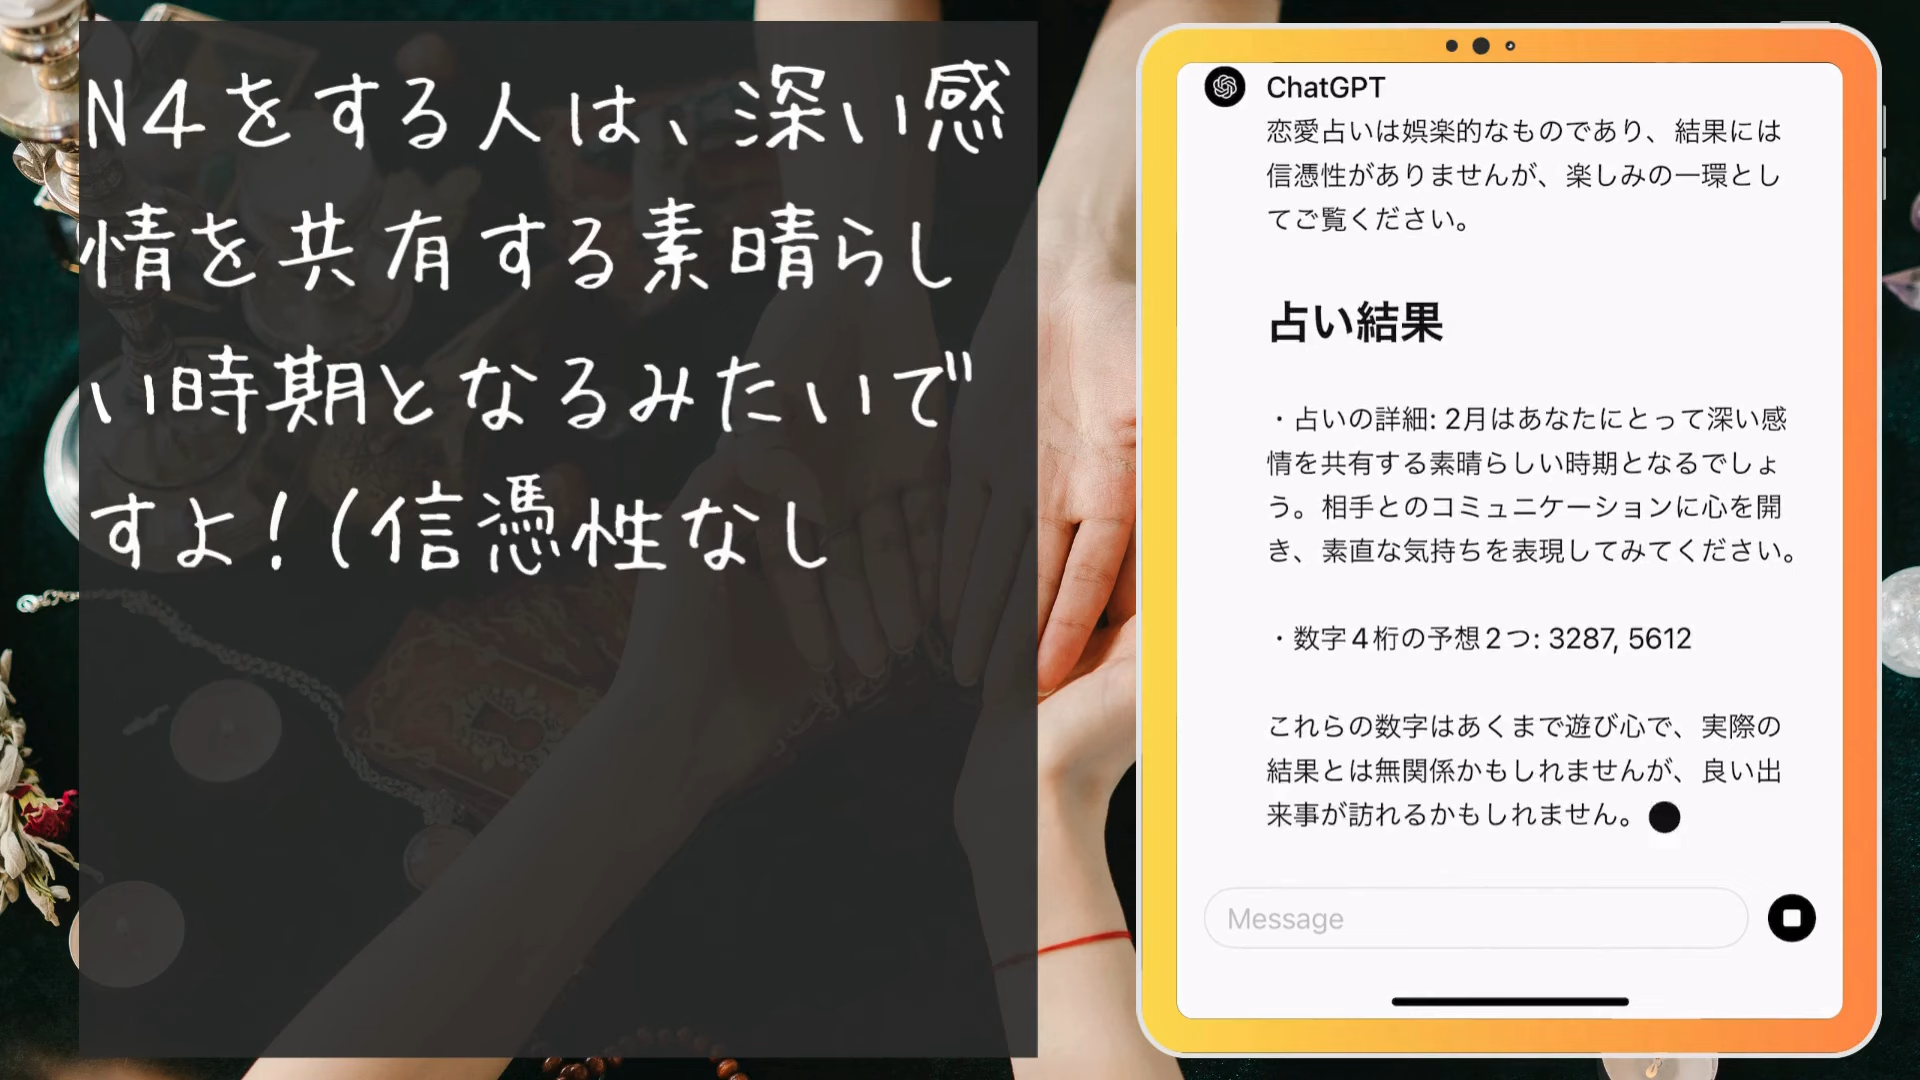 N4をする人は、深い感
情を共有する素晴らし
い時期となるみたいで
すよ！(信憑性なし
ChatGPT
恋愛占いは娯楽的なものであり、結果には
信憑性がありませんが、楽しみの一環とし
てご覧ください。
占い結果
・占いの詳細: 2月はあなたにとって深い感
情を共有する素晴らしい時期となるでしょ
う。相手とのコミュニケーションに心を開
き、素直な気持ちを表現してみてください。
・数字4桁の予想2つ: 3287, 5612
これらの数字はあくまで遊び心で、実際の
結果とは無関係かもしれませんが、良い出
来事が訪れるかもしれません。
Message